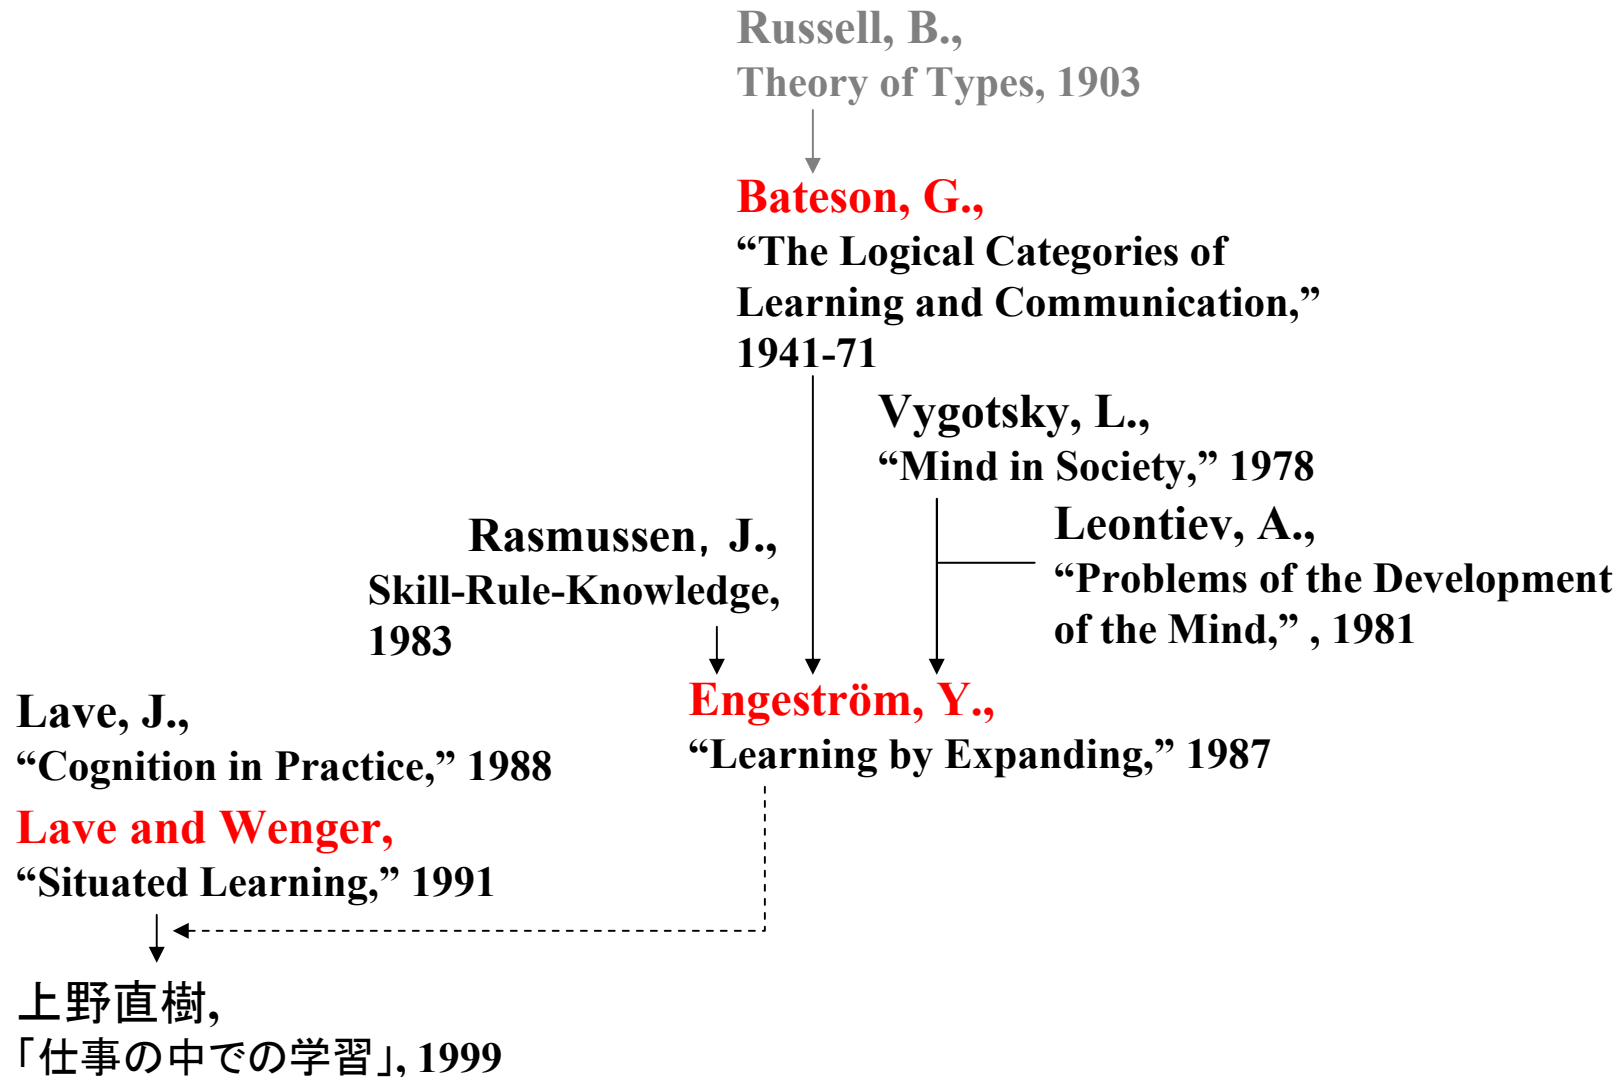 Russell, B.,
Theory of Types, 1903
Bateson, G.,
“The Logical Categories of
Learning and Communication,”
1941-71
Vygotsky, L.,
“Mind in Society,” 1978
Leontiev, A.,
“Problems of the Development
of the Mind,” , 1981
Rasmussen, J.,
Skill-Rule-Knowledge,
1983
Engeström, Y.,
“Learning by Expanding,” 1987
Lave, J.,
“Cognition in Practice,” 1988
Lave and Wenger,
“Situated Learning,” 1991
上野直樹,
「仕事の中での学習」, 1999